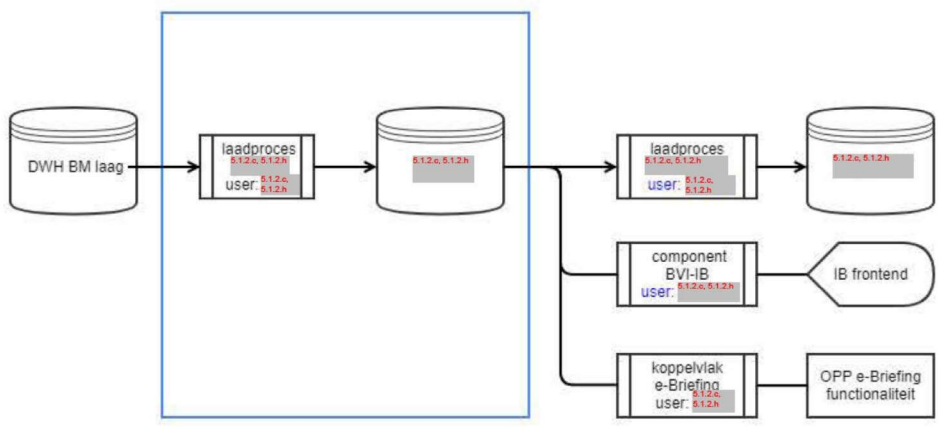 DWH BM laag
laadproces
5.1.2.c, 5.1.2.h
user: 5.1.2.c,
5.1.2.h
5.1.2.c, 5.1.2.h
laadproces
5.1.2.c, 5.1.2.h
user: 5.1.2.c,
5.1.2.h
5.1.2.c, 5.1.2.h
component
BVI-IB
user: 5.1.2.c, 5.1.2.h
IB frontend
koppelvlak
e-Briefing
user: 5.1.2.c,
5.1.2.h
OPP e-Briefing
functionaliteit